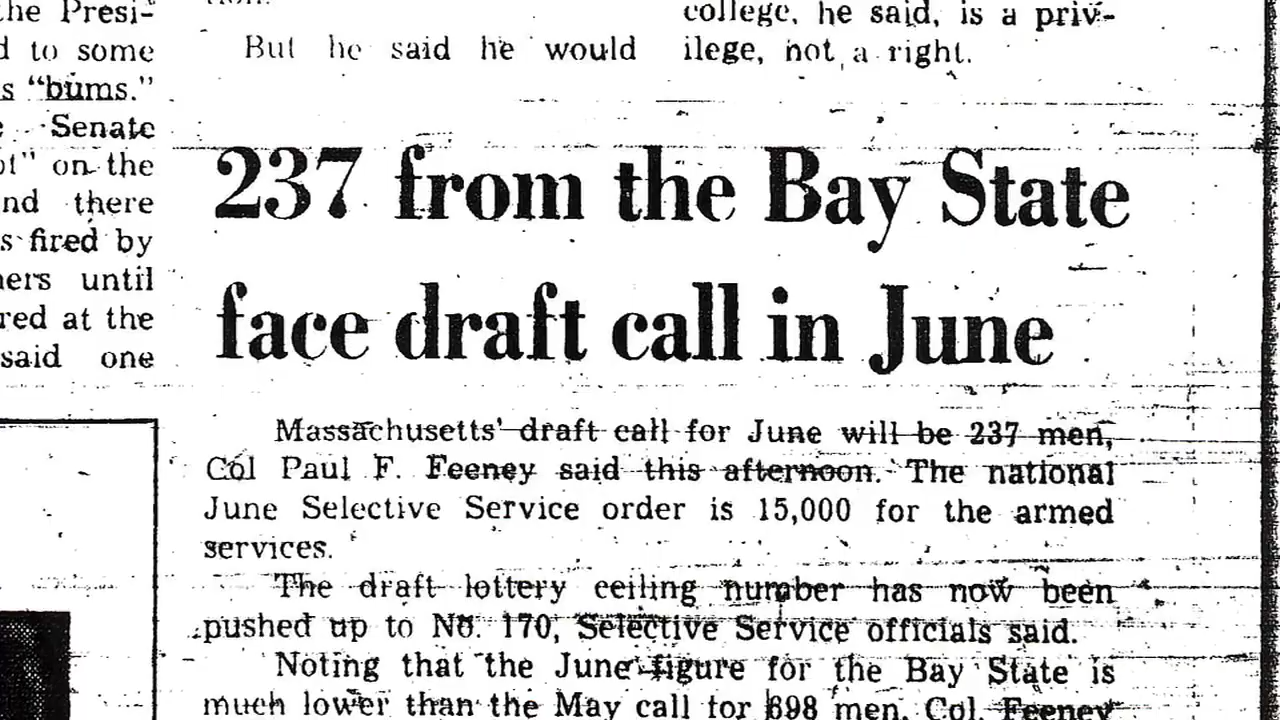 the Presi-
d to some
s "bums."
Senate
ot" on the
nd there
s fired by
ners until
red at the
said one
But he said he would
college, he said, is a priv-
ilege, not a right.
237 from the Bay State
face draft call in June
Massachusetts' draft call for June will be 237 men,
Col Paul F. Feeney said this afternoon. The national
June Selective Service order is 15,000 for the armed
services.
The draft lottery ceiling number has now been
pushed up to No. 170, Selective Service officials said.
Noting that the June figure for the Bay State is
much lower than the May call for 698 men, Col. Feeney